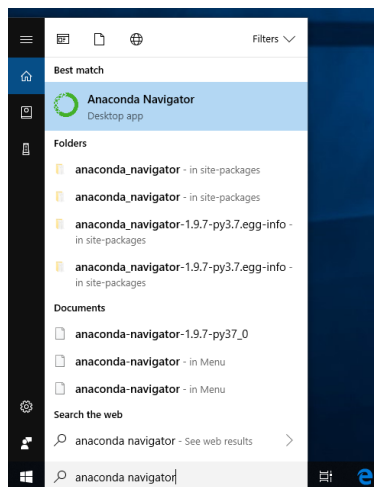 Filters
Best match
Anaconda Navigator
Desktop app
Folders
anaconda_navigator - in site-packages
anaconda_navigator - in site-packages
anaconda_navigator-1.9.7-py3.7.egg-info -
in site-packages
anaconda_navigator-1.9.7-py3.7.egg-info -
in site-packages
Documents
anaconda-navigator-1.9.7-py37_0
anaconda-navigator - in Menu
anaconda-navigator - in Menu
Search the web
anaconda navigator - See web results
anaconda navigator